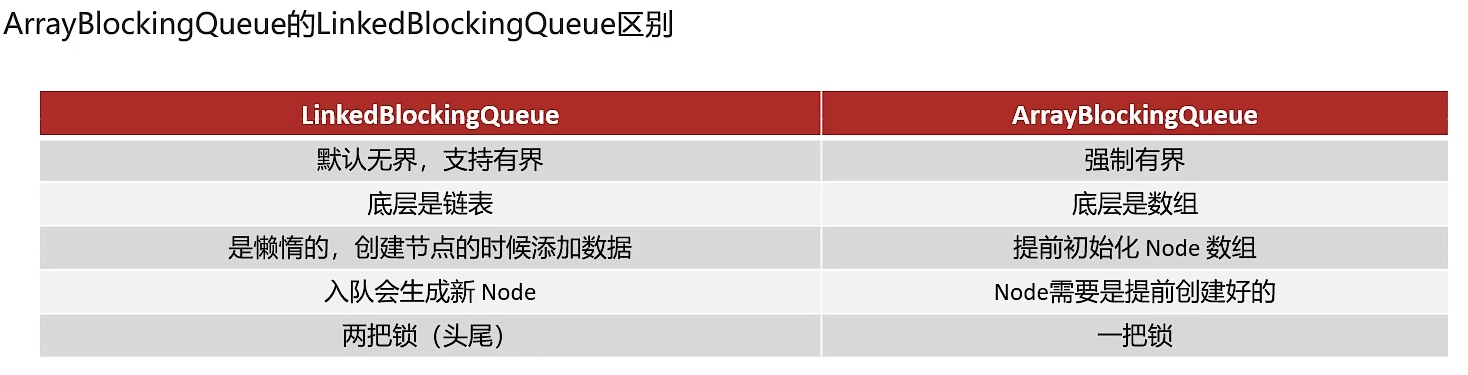 ArrayBlockingQueue的LinkedBlockingQueue区别
LinkedBlockingQueue ArrayBlockingQueue
默认无界，支持有界 强制有界
底层是链表 底层是数组
是懒惰的，创建节点的时候添加数据 提前初始化 Node 数组
入队会生成新 Node Node需要是提前创建好的
两把锁（头尾） 一把锁